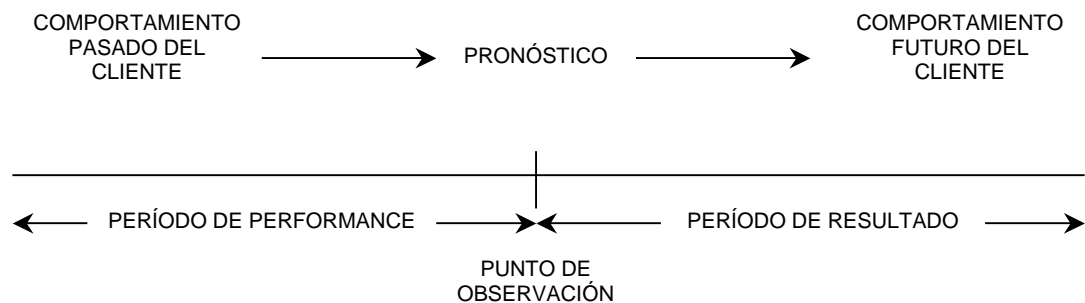 COMPORTAMIENTO
PASADO DEL
CLIENTE
PRONÓSTICO
COMPORTAMIENTO
FUTURO DEL
CLIENTE
PERÍODO DE PERFORMANCE
PERÍODO DE RESULTADO
PUNTO DE
OBSERVACIÓN